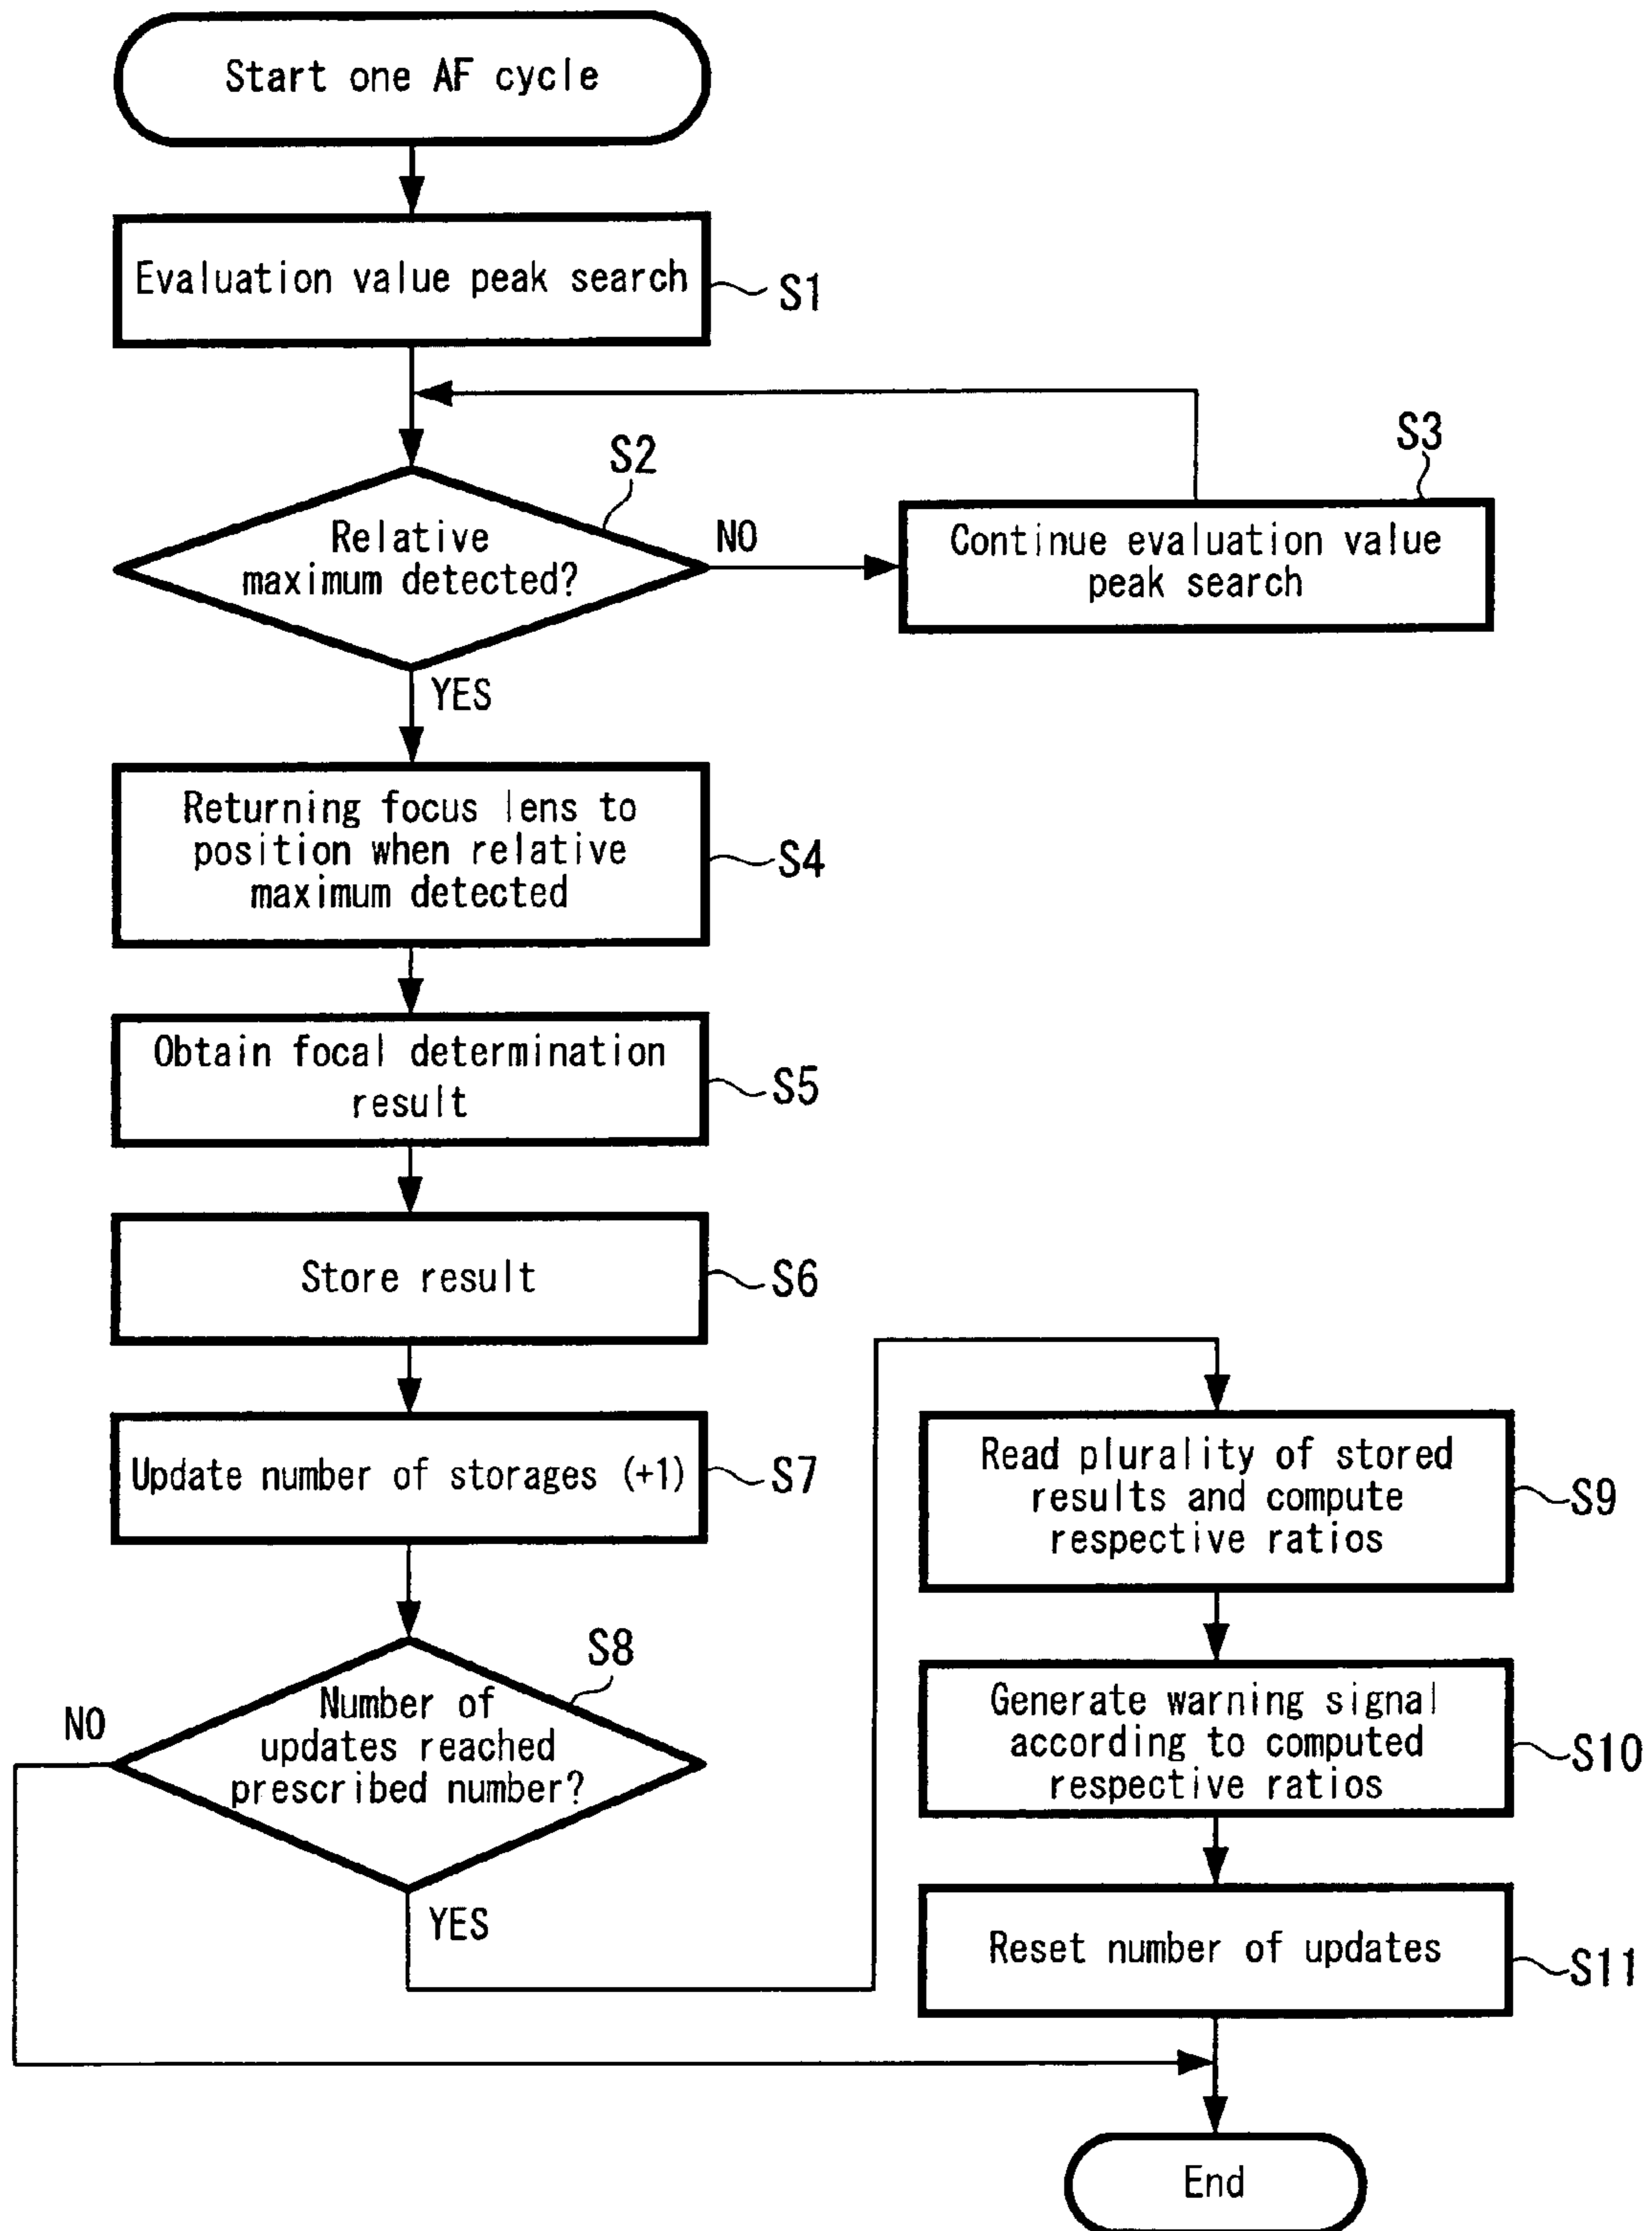 Start one AF cycle
Evaluation value peak search
S1
S2
Relative
maximum detected?
NO
YES
S3
Continue evaluation value
peak search
Returning focus lens to
position when relative
maximum detected
S4
Obtain focal determination
result
S5
Store result
S6
Update number of storages (+1)
S7
S8
Number of
updates reached
prescribed number?
NO
YES
Read plurality of stored
results and compute
respective ratios
S9
Generate warning signal
according to computed
respective ratios
S10
Reset number of updates
S11
End